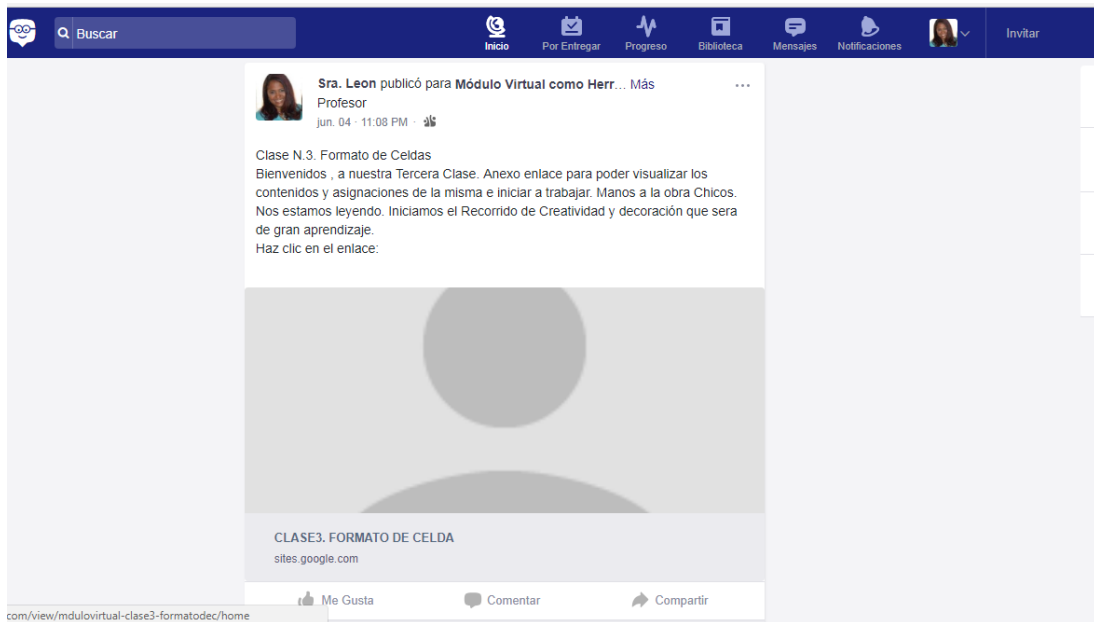 Buscar
Inicio
Por Entregar
Progreso
Biblioteca
Mensajes
Notificaciones
Invitar
Sra. Leon publicó para Módulo Virtual como Herr... Más
Profesor
jun. 04 · 11:08 PM ·
Clase N.3. Formato de Celdas
Bienvenidos , a nuestra Tercera Clase. Anexo enlace para poder visualizar los
contenidos y asignaciones de la misma e iniciar a trabajar. Manos a la obra Chicos.
Nos estamos leyendo. Iniciamos el Recorrido de Creatividad y decoración que sera
de gran aprendizaje.
Haz clic en el enlace:
CLASE3. FORMATO DE CELDA
sites.google.com
Me Gusta
Comentar
Compartir
com/view/mdulovirtual-clase3-formatodec/home